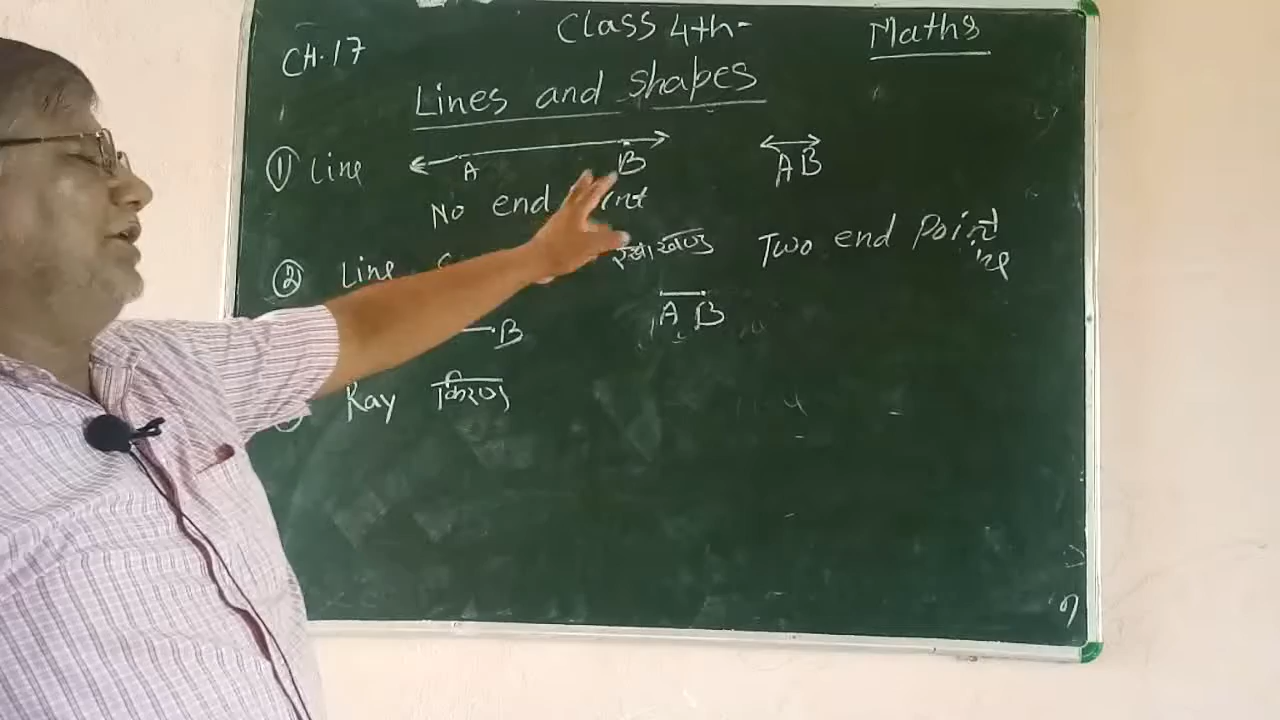 CH.17 Class 4th- Maths
Lines and shapes
① Line A B AB
No end
② Line रेखाखण्ड Two end Point
B AB
Ray किरण